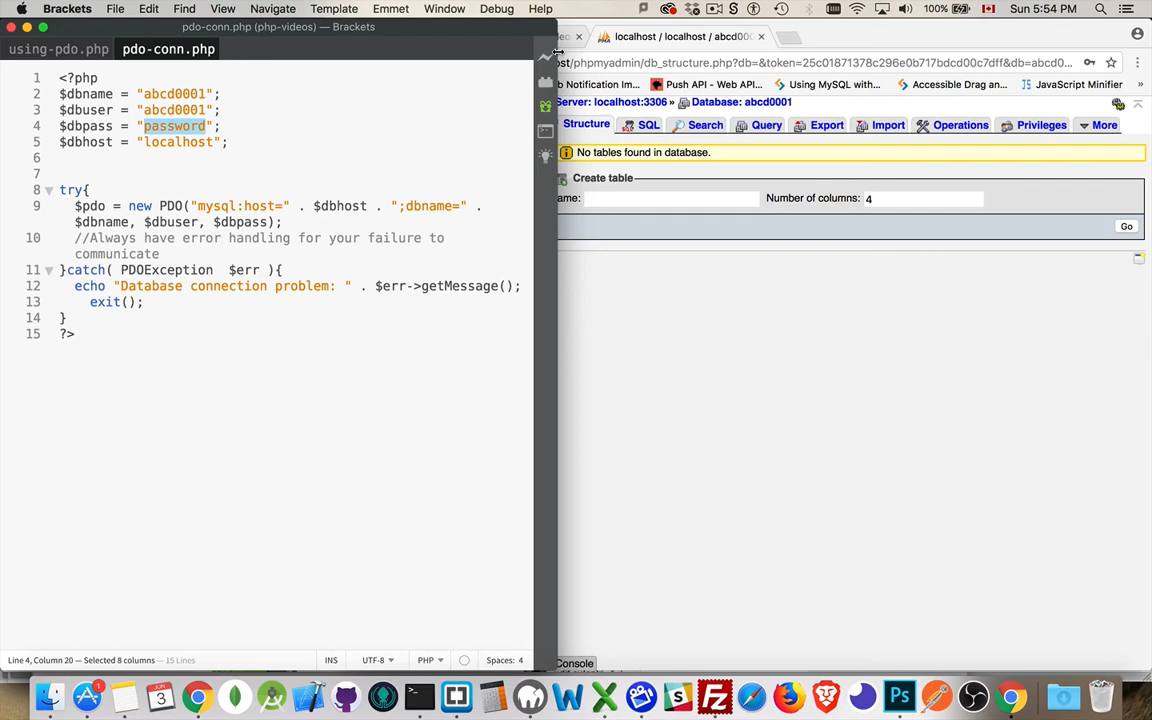 Brackets File Edit Find View Navigate Template Emmet Window Debug Help 100% Sun 5:54 PM
pdo-conn.php (php-videos) — Brackets
using-pdo.php pdo-conn.php
1 <?php
2 $dbname = "abcd0001";
3 $dbuser = "abcd0001";
4 $dbpass = "password";
5 $dbhost = "localhost";
6
7
8 try{
9 $pdo = new PDO("mysql:host=" . $dbhost . ";dbname=" .
$dbname, $dbuser, $dbpass);
10 //Always have error handling for your failure to
communicate
11 }catch( PDOException $err ){
12 echo "Database connection problem: " . $err->getMessage();
13 exit();
14 }
15 ?>
Line 4, Column 20 — Selected 8 columns — 15 Lines INS UTF-8 PHP Spaces: 4
localhost / localhost / abcd000
ost/phpmyadmin/db_structure.php?db=&token=25c01871378c296e0b717bdcd00c7dff&db=abcd0...
b Notification Im... Push API - Web API... Using MySQL with... Accessible Drag an... JS JavaScript Minifier »
Server: localhost:3306 » Database: abcd0001
Structure SQL Search Query Export Import Operations Privileges More
No tables found in database.
Create table
ame: Number of columns: 4
Go
Console